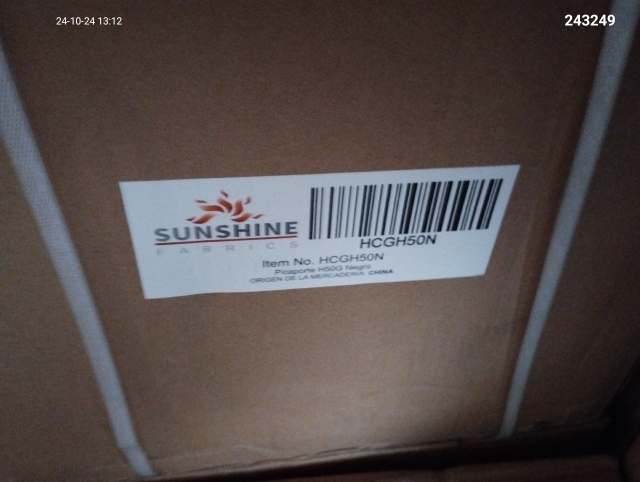 24-10-24 13:12
243249
SUNSHINE
FABRICS
HCGH50N
Item No. HCGH50N
Picaporte H50G Negro
ORIGEN DE LA MERCADERIA: CHINA